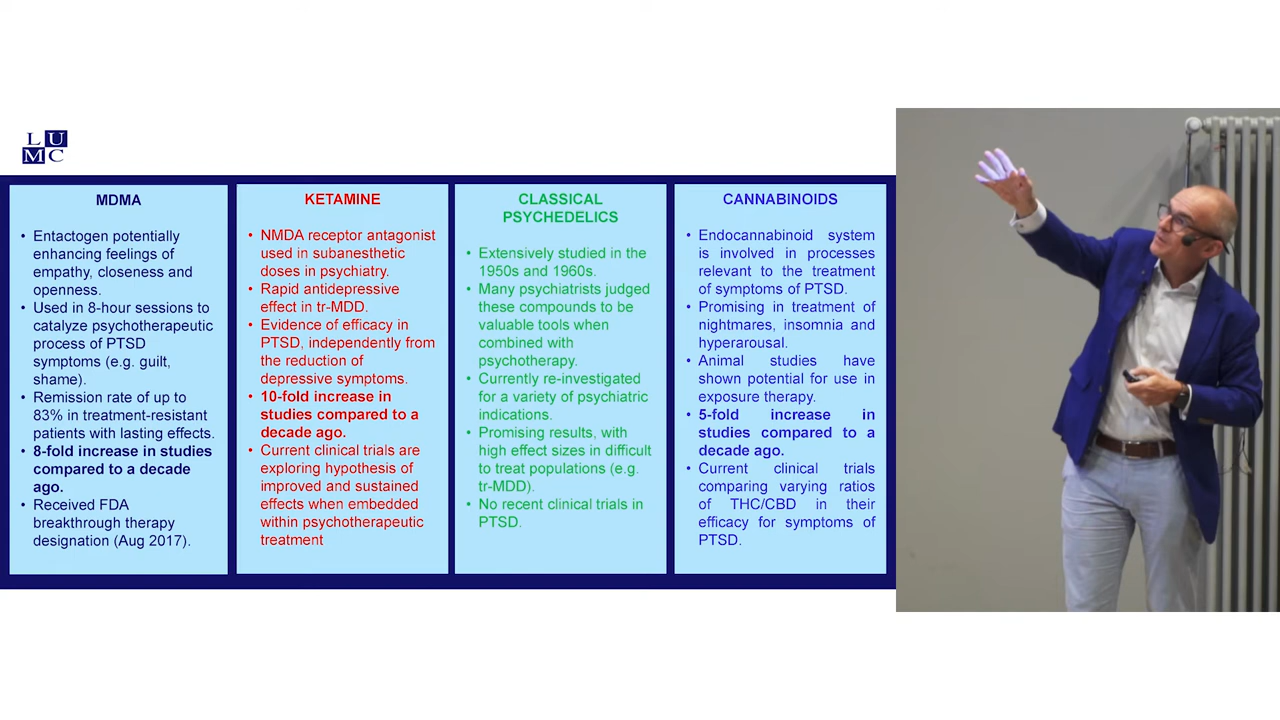 L U
M C
MDMA
• Entactogen potentially
enhancing feelings of
empathy, closeness and
openness.
• Used in 8-hour sessions to
catalyze psychotherapeutic
process of PTSD
symptoms (e.g. guilt,
shame).
• Remission rate of up to
83% in treatment-resistant
patients with lasting effects.
• 8-fold increase in studies
compared to a decade
ago.
• Received FDA
breakthrough therapy
designation (Aug 2017).
KETAMINE
• NMDA receptor antagonist
used in subanesthetic
doses in psychiatry.
• Rapid antidepressive
effect in tr-MDD.
• Evidence of efficacy in
PTSD, independently from
the reduction of
depressive symptoms.
• 10-fold increase in
studies compared to a
decade ago.
• Current clinical trials are
exploring hypothesis of
improved and sustained
effects when embedded
within psychotherapeutic
treatment
CLASSICAL
PSYCHEDELICS
• Extensively studied in the
1950s and 1960s.
• Many psychiatrists judged
these compounds to be
valuable tools when
combined with
psychotherapy.
• Currently re-investigated
for a variety of psychiatric
indications.
• Promising results, with
high effect sizes in difficult
to treat populations (e.g.
tr-MDD).
• No recent clinical trials in
PTSD.
CANNABINOIDS
• Endocannabinoid system
is involved in processes
relevant to the treatment
of symptoms of PTSD.
• Promising in treatment of
nightmares, insomnia and
hyperarousal.
• Animal studies have
shown potential for use in
exposure therapy.
• 5-fold increase in
studies compared to a
decade ago.
• Current clinical trials
comparing varying ratios
of THC/CBD in their
efficacy for symptoms of
PTSD.